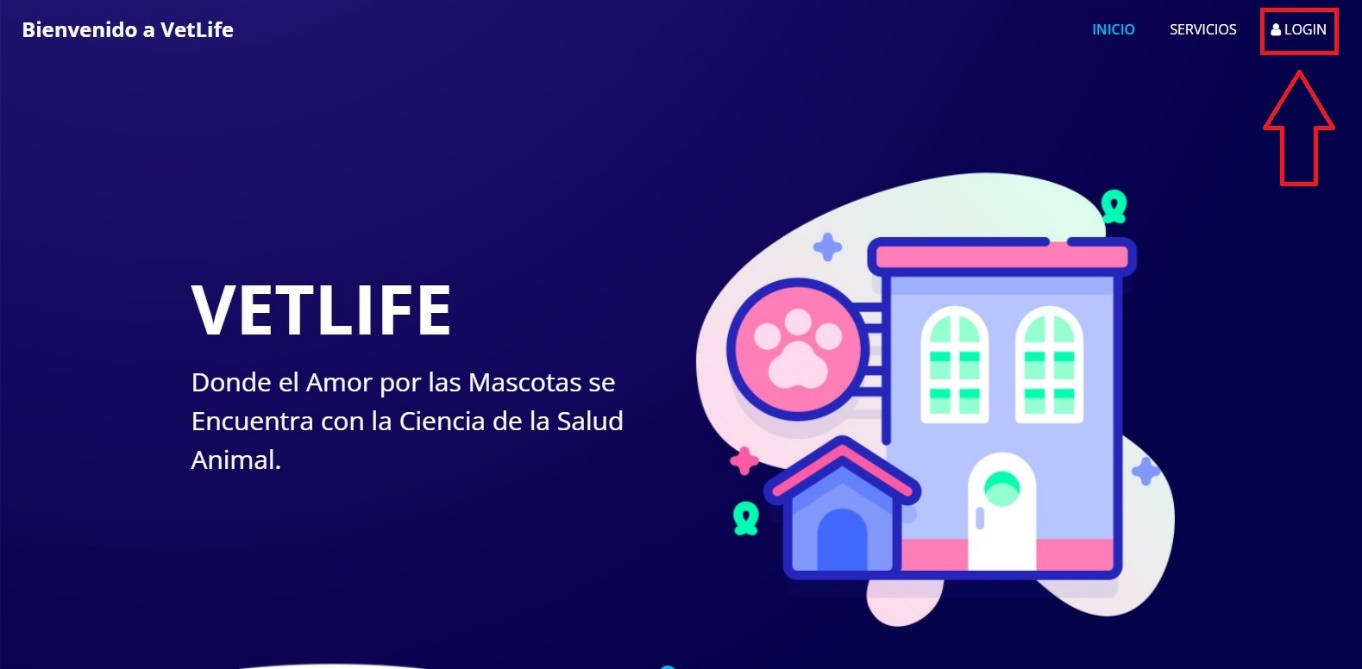 Bienvenido a VetLife
INICIO
SERVICIOS
LOGIN
VETLIFE
Donde el Amor por las Mascotas se
Encuentra con la Ciencia de la Salud
Animal.